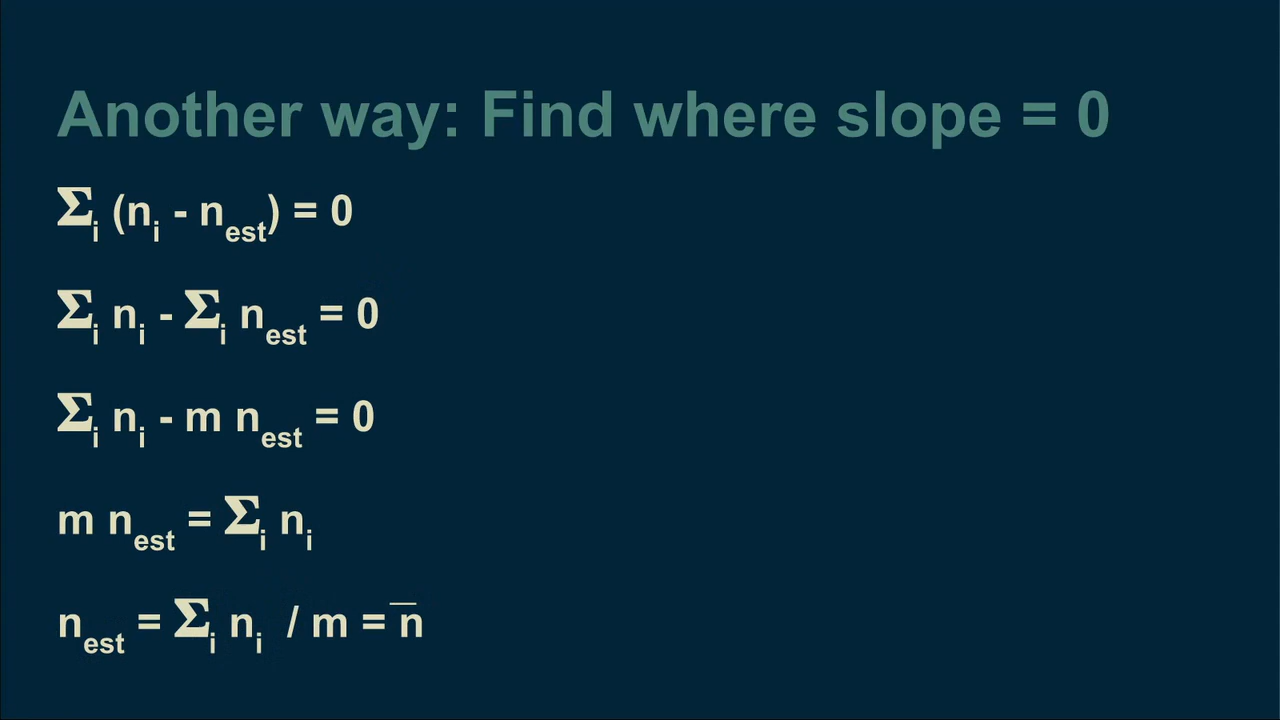 Another way: Find where slope = 0
Σi (ni - nest) = 0
Σi ni - Σi nest = 0
Σi ni - m nest = 0
m nest = Σi ni
nest = Σi ni / m = n̅